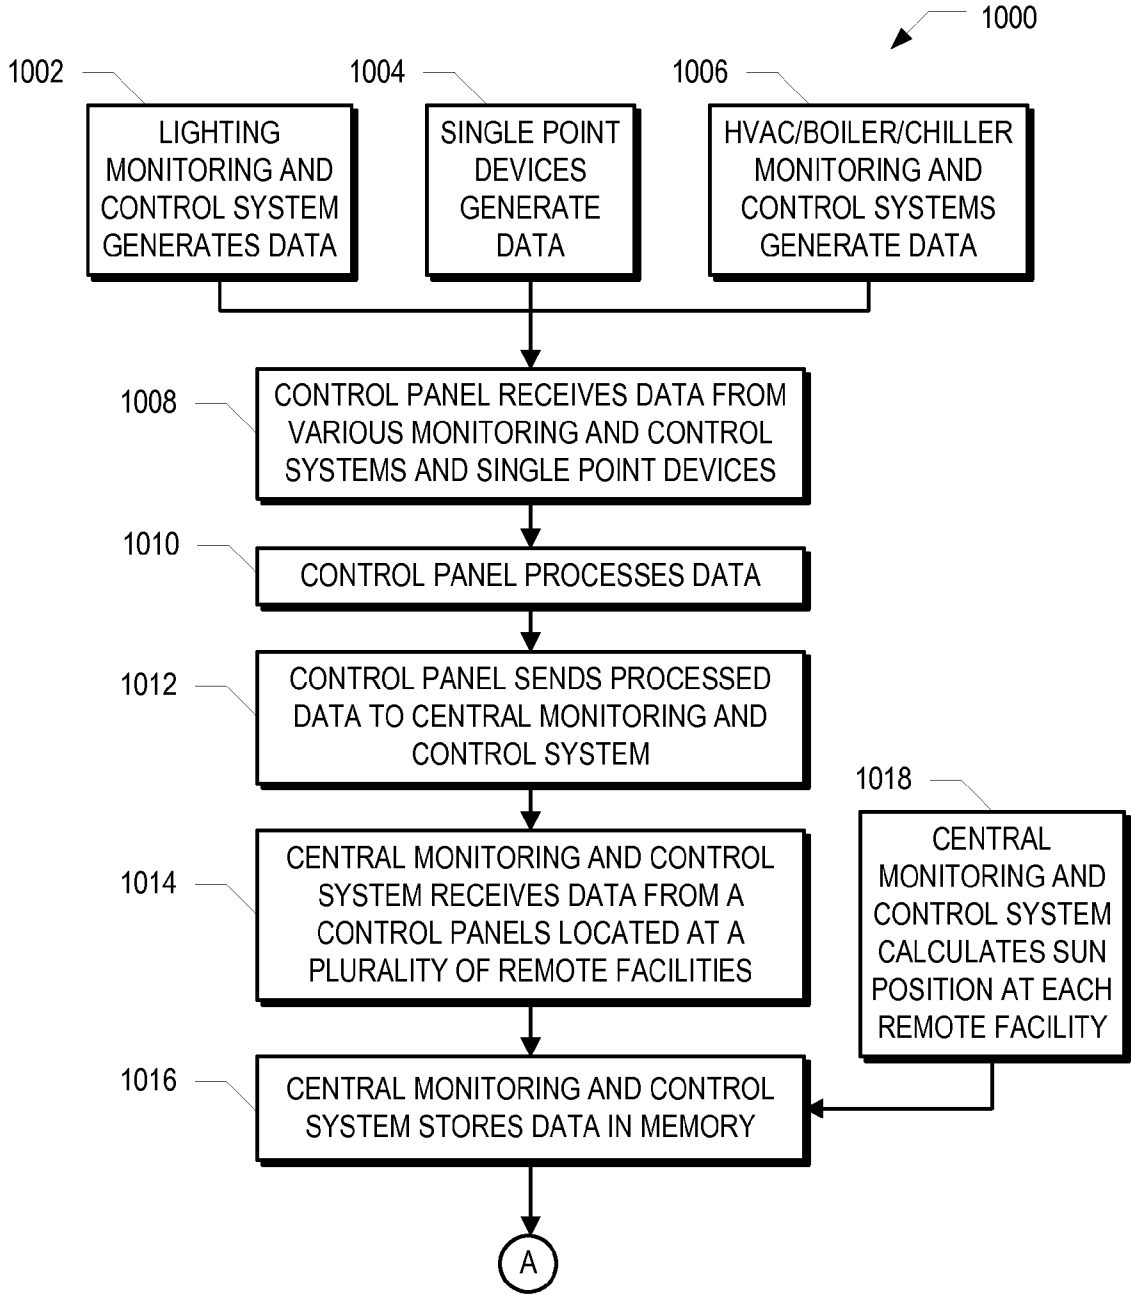 1000
1002
LIGHTING
MONITORING AND
CONTROL SYSTEM
GENERATES DATA
1004
SINGLE POINT
DEVICES
GENERATE
DATA
1006
HVAC/BOILER/CHILLER
MONITORING AND
CONTROL SYSTEMS
GENERATE DATA
1008
CONTROL PANEL RECEIVES DATA FROM
VARIOUS MONITORING AND CONTROL
SYSTEMS AND SINGLE POINT DEVICES
1010
CONTROL PANEL PROCESSES DATA
1012
CONTROL PANEL SENDS PROCESSED
DATA TO CENTRAL MONITORING AND
CONTROL SYSTEM
1014
CENTRAL MONITORING AND CONTROL
SYSTEM RECEIVES DATA FROM A
CONTROL PANELS LOCATED AT A
PLURALITY OF REMOTE FACILITIES
1018
CENTRAL
MONITORING AND
CONTROL SYSTEM
CALCULATES SUN
POSITION AT EACH
REMOTE FACILITY
1016
CENTRAL MONITORING AND CONTROL
SYSTEM STORES DATA IN MEMORY
A